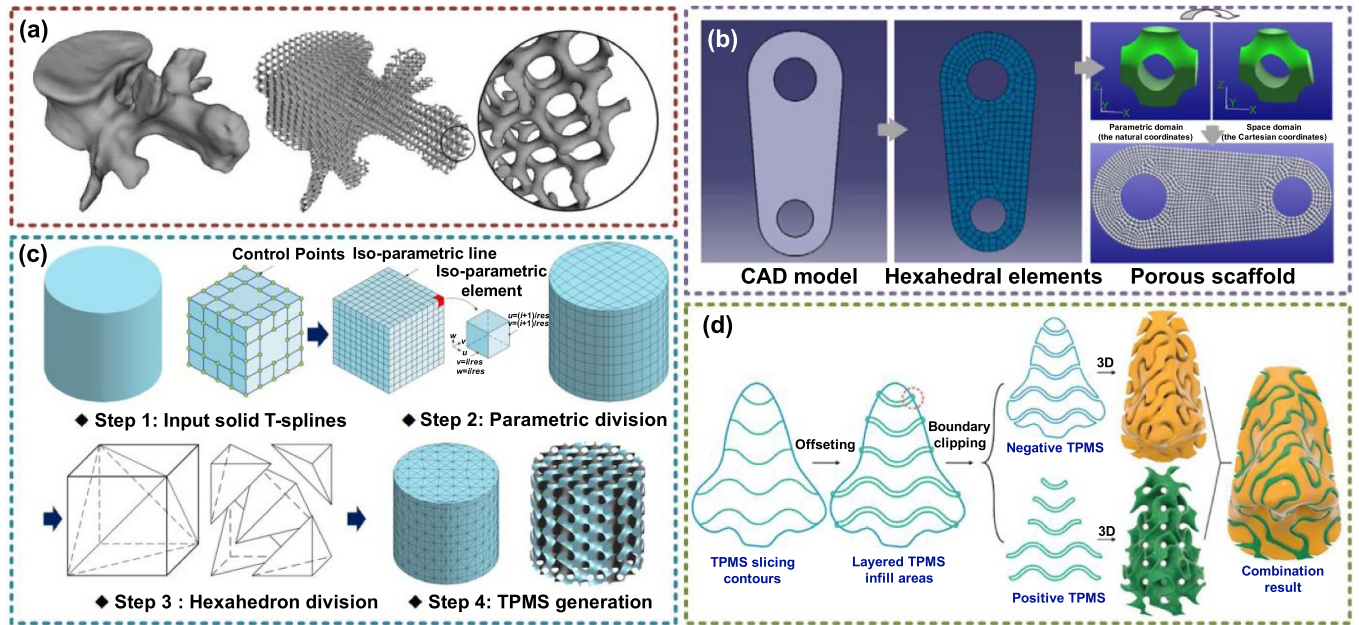 (a)
(b)
Z
Y
X
Z
Y
X
Parametric domain
(the natural coordinates)
Space domain
(the Cartesian coordinates)
CAD model
Hexahedral elements
Porous scaffold
(c)
Control Points
Iso-parametric line
Iso-parametric
element
u=(i+1)/res
v=(i+1)/res
w
v
u
v=i/res
w=i/res
◆ Step 1: Input solid T-splines
◆ Step 2: Parametric division
◆ Step 3 : Hexahedron division
◆ Step 4: TPMS generation
(d)
Offseting
Boundary
clipping
3D
Negative TPMS
3D
TPMS slicing
contours
Layered TPMS
infill areas
Positive TPMS
Combination
result